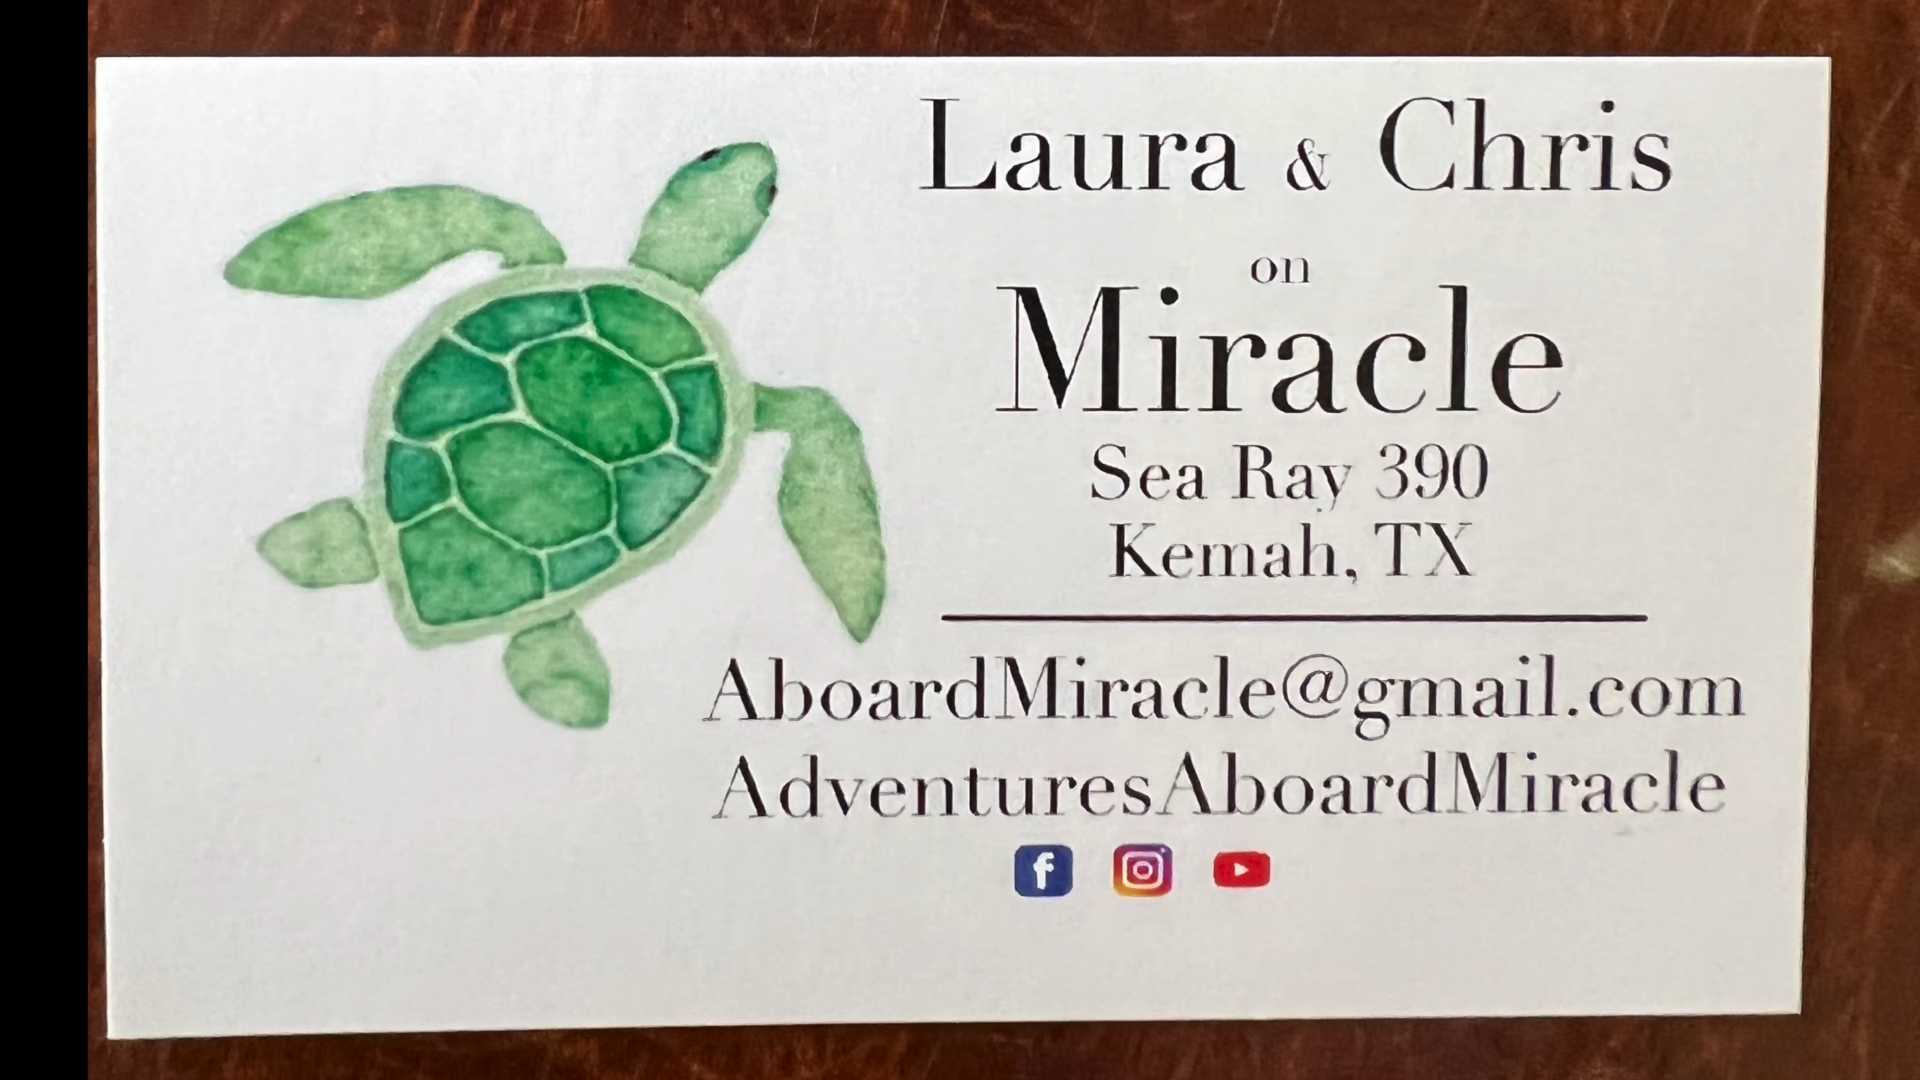 Laura & Chris
on
Miracle
Sea Ray 390
Kemah, TX
AboardMiracle@gmail.com
AdventuresAboardMiracle